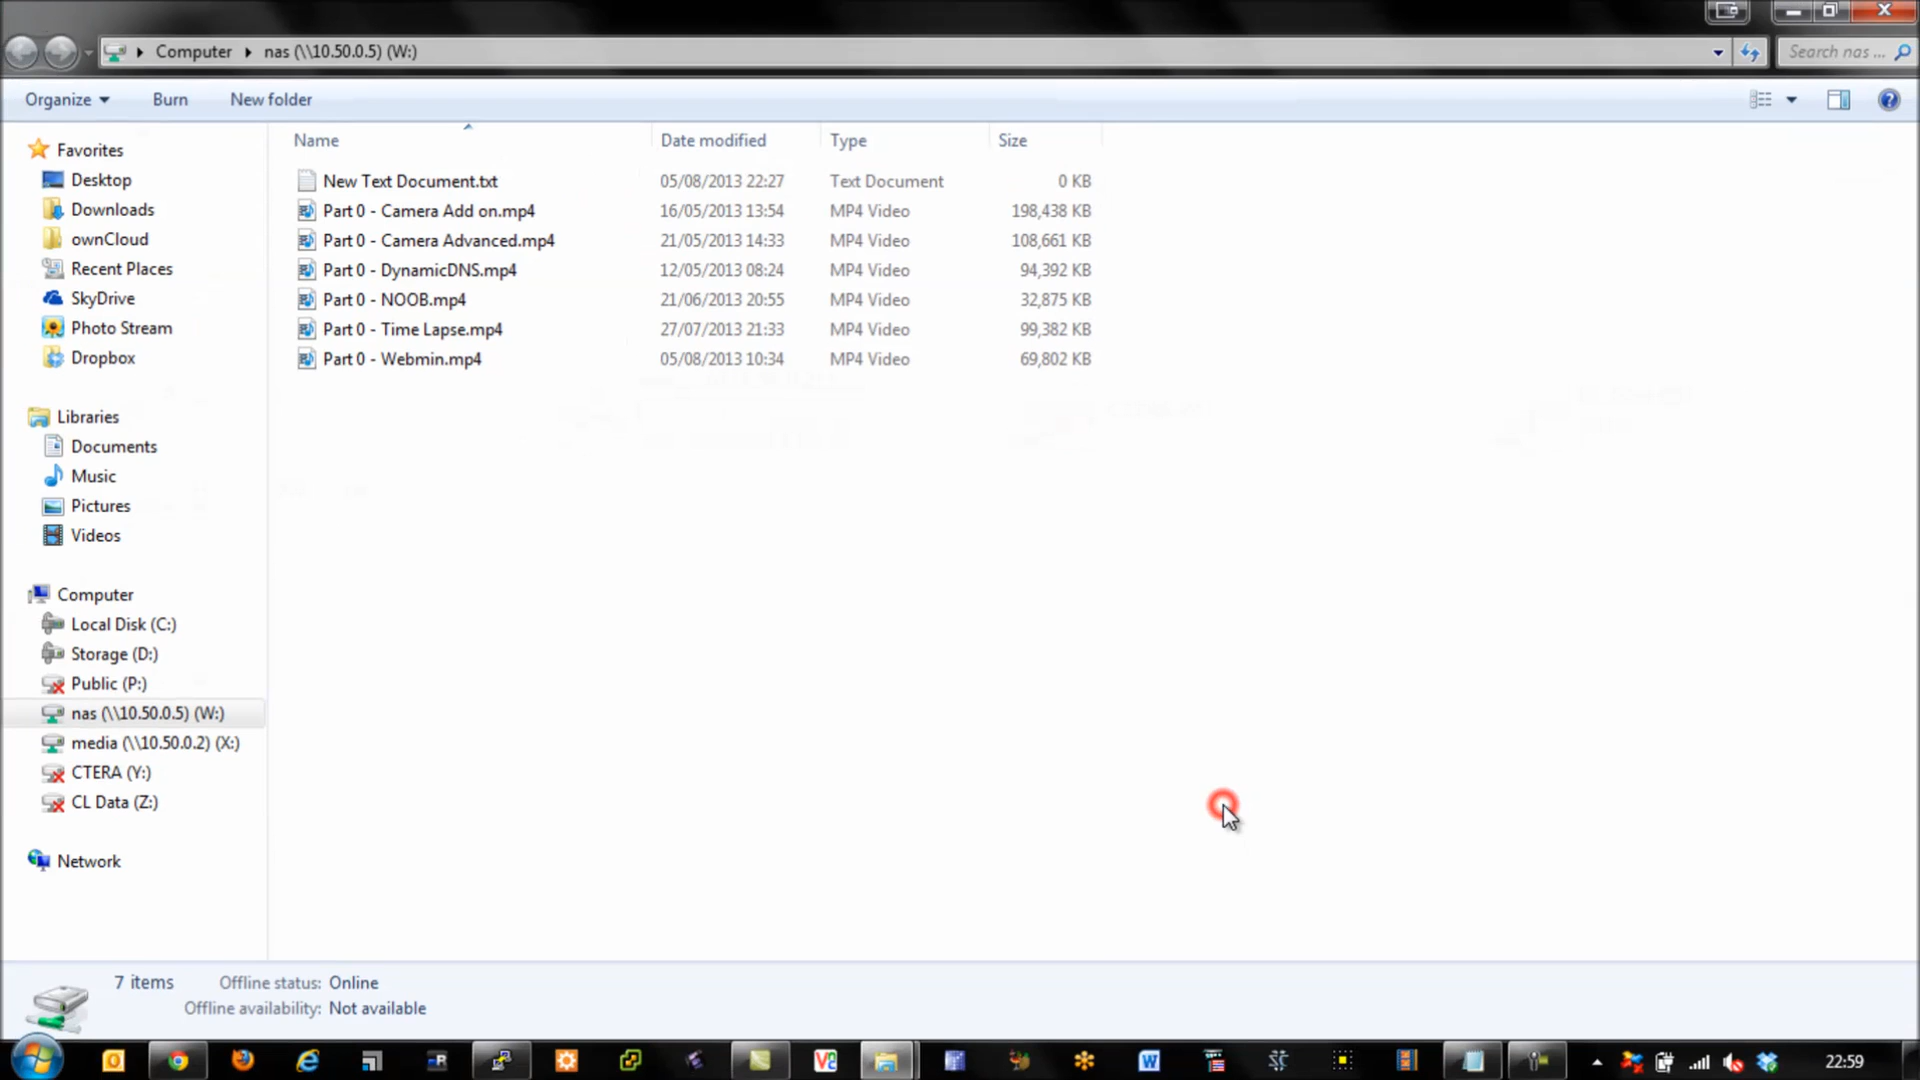 Computer nas (\\10.50.0.5) (W:) Search nas ...
Organize Burn New folder
Name Date modified Type Size
New Text Document.txt 05/08/2013 22:27 Text Document 0 KB
Part 0 - Camera Add on.mp4 16/05/2013 13:54 MP4 Video 198,438 KB
Part 0 - Camera Advanced.mp4 21/05/2013 14:33 MP4 Video 108,661 KB
Part 0 - DynamicDNS.mp4 12/05/2013 08:24 MP4 Video 94,392 KB
Part 0 - NOOB.mp4 21/06/2013 20:55 MP4 Video 32,875 KB
Part 0 - Time Lapse.mp4 27/07/2013 21:33 MP4 Video 99,382 KB
Part 0 - Webmin.mp4 05/08/2013 10:34 MP4 Video 69,802 KB
Favorites
Desktop
Downloads
ownCloud
Recent Places
SkyDrive
Photo Stream
Dropbox
Libraries
Documents
Music
Pictures
Videos
Computer
Local Disk (C:)
Storage (D:)
Public (P:)
nas (\\10.50.0.5) (W:)
media (\\10.50.0.2) (X:)
CTERA (Y:)
CL Data (Z:)
Network
7 items Offline status: Online
Offline availability: Not available
22:59